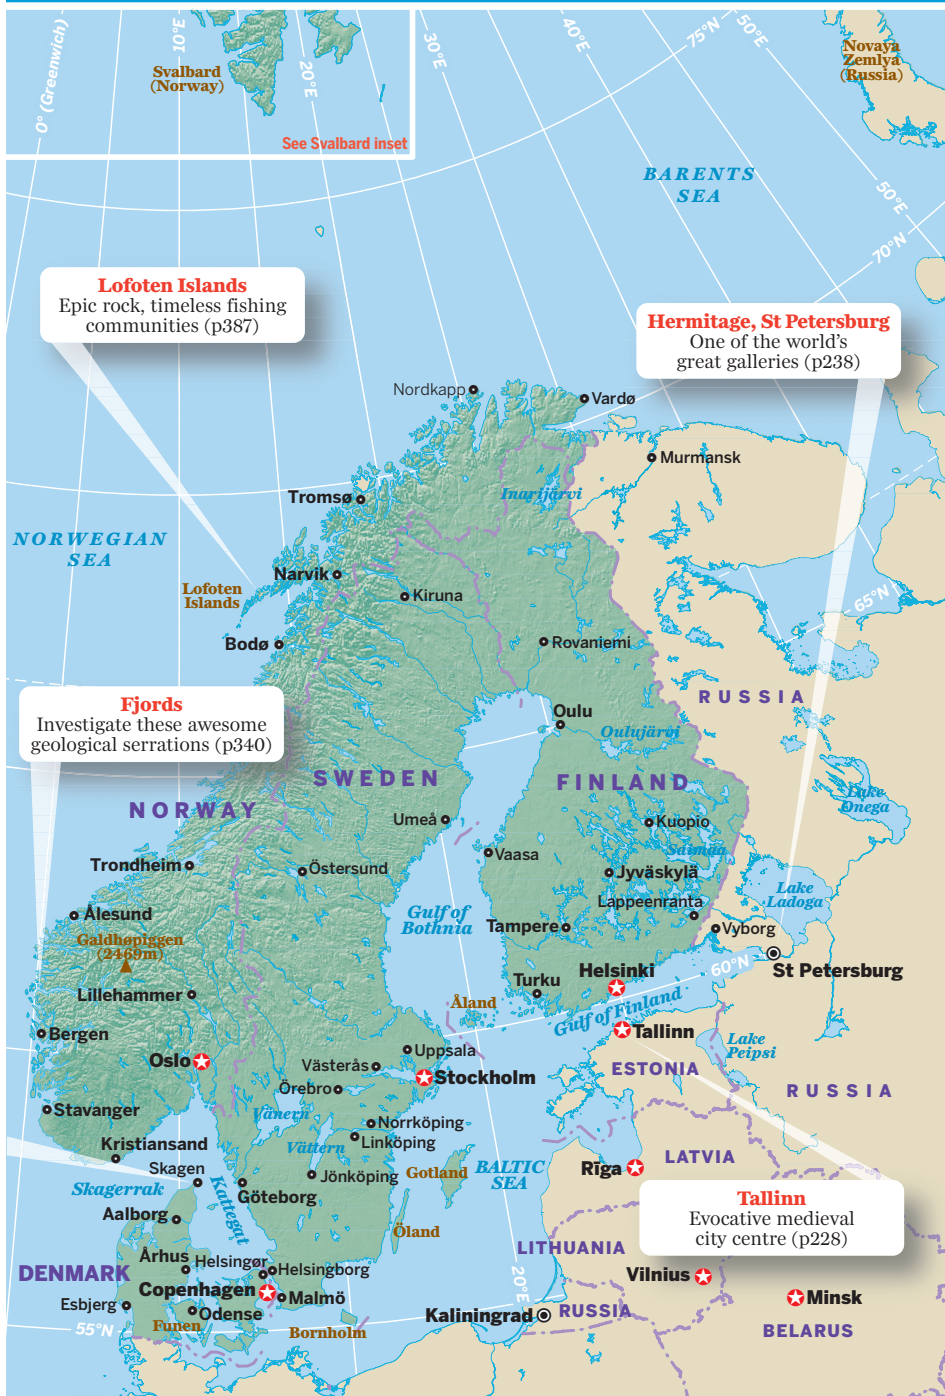 0° (Greenwich)
10°E
20°E
30°E
40°E
75°N
50°E
Novaya
Zemlya
(Russia)
Svalbard
(Norway)
See Svalbard inset
BARENTS
SEA
50°E
70°N
Lofoten Islands
Epic rock, timeless fishing
communities (p387)
Hermitage, St Petersburg
One of the world's
great galleries (p238)
Nordkapp
Vardø
Murmansk
Inarijärvi
Tromsø
NORWEGIAN
SEA
Narvik
Lofoten
Islands
Kiruna
65°N
Bodø
Rovaniemi
RUSSIA
Fjords
Investigate these awesome
geological serrations (p340)
Oulu
Oulujärvi
SWEDEN
FINLAND
NORWAY
Lake
Onega
Umeå
Kuopio
Saimaa
Vaasa
Trondheim
Östersund
Jyväskylä
Lake
Ladoga
Lappeenranta
Ålesund
Gulf of
Bothnia
Tampere
Vyborg
Galdhøpiggen
(2469m)
60°N
St Petersburg
Helsinki
Turku
Lillehammer
Åland
Gulf of Finland
Bergen
Tallinn
Lake
Peipsi
Oslo
Uppsala
Västerås
Stockholm
ESTONIA
Örebro
RUSSIA
Stavanger
Vänern
Norrköping
Linköping
Vättern
Kristiansand
Skagen
Jönköping
Gotland
BALTIC
SEA
Rīga
LATVIA
Skagerrak
Kattegat
Göteborg
Tallinn
Evocative medieval
city centre (p228)
Aalborg
Öland
Århus
Helsingør
Helsingborg
LITHUANIA
DENMARK
Copenhagen
Malmö
20°E
Vilnius
Esbjerg
Odense
Kaliningrad
RUSSIA
Minsk
55°N
Funen
Bornholm
BELARUS